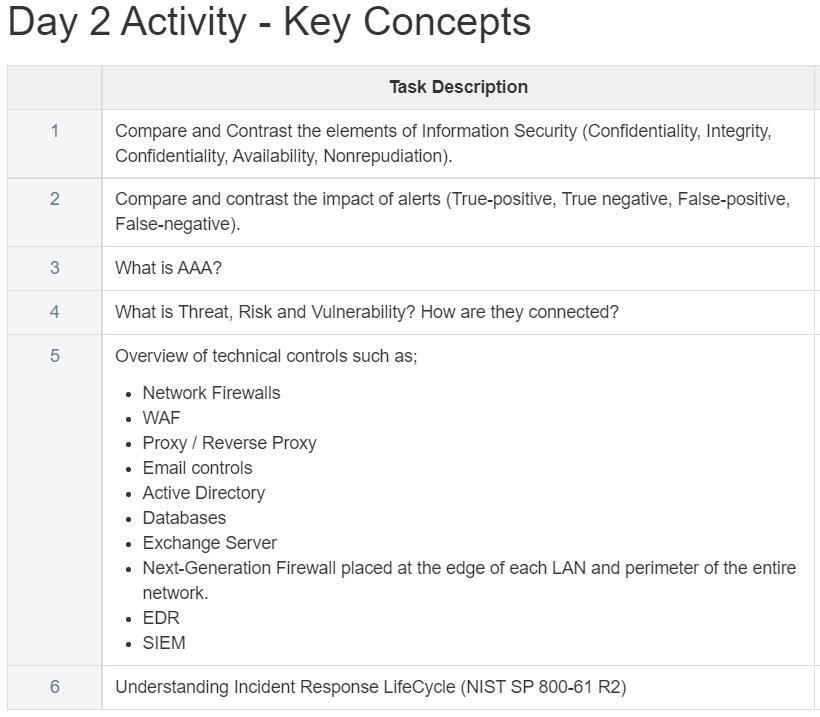 Day 2 Activity - Key Concepts
Task Description
1 Compare and Contrast the elements of Information Security (Confidentiality, Integrity,
Confidentiality, Availability, Nonrepudiation).
2 Compare and contrast the impact of alerts (True-positive, True negative, False-positive,
False-negative).
3 What is AAA?
4 What is Threat, Risk and Vulnerability? How are they connected?
5 Overview of technical controls such as;
• Network Firewalls
• WAF
• Proxy / Reverse Proxy
• Email controls
• Active Directory
• Databases
• Exchange Server
• Next-Generation Firewall placed at the edge of each LAN and perimeter of the entire
network.
• EDR
• SIEM
6 Understanding Incident Response LifeCycle (NIST SP 800-61 R2)